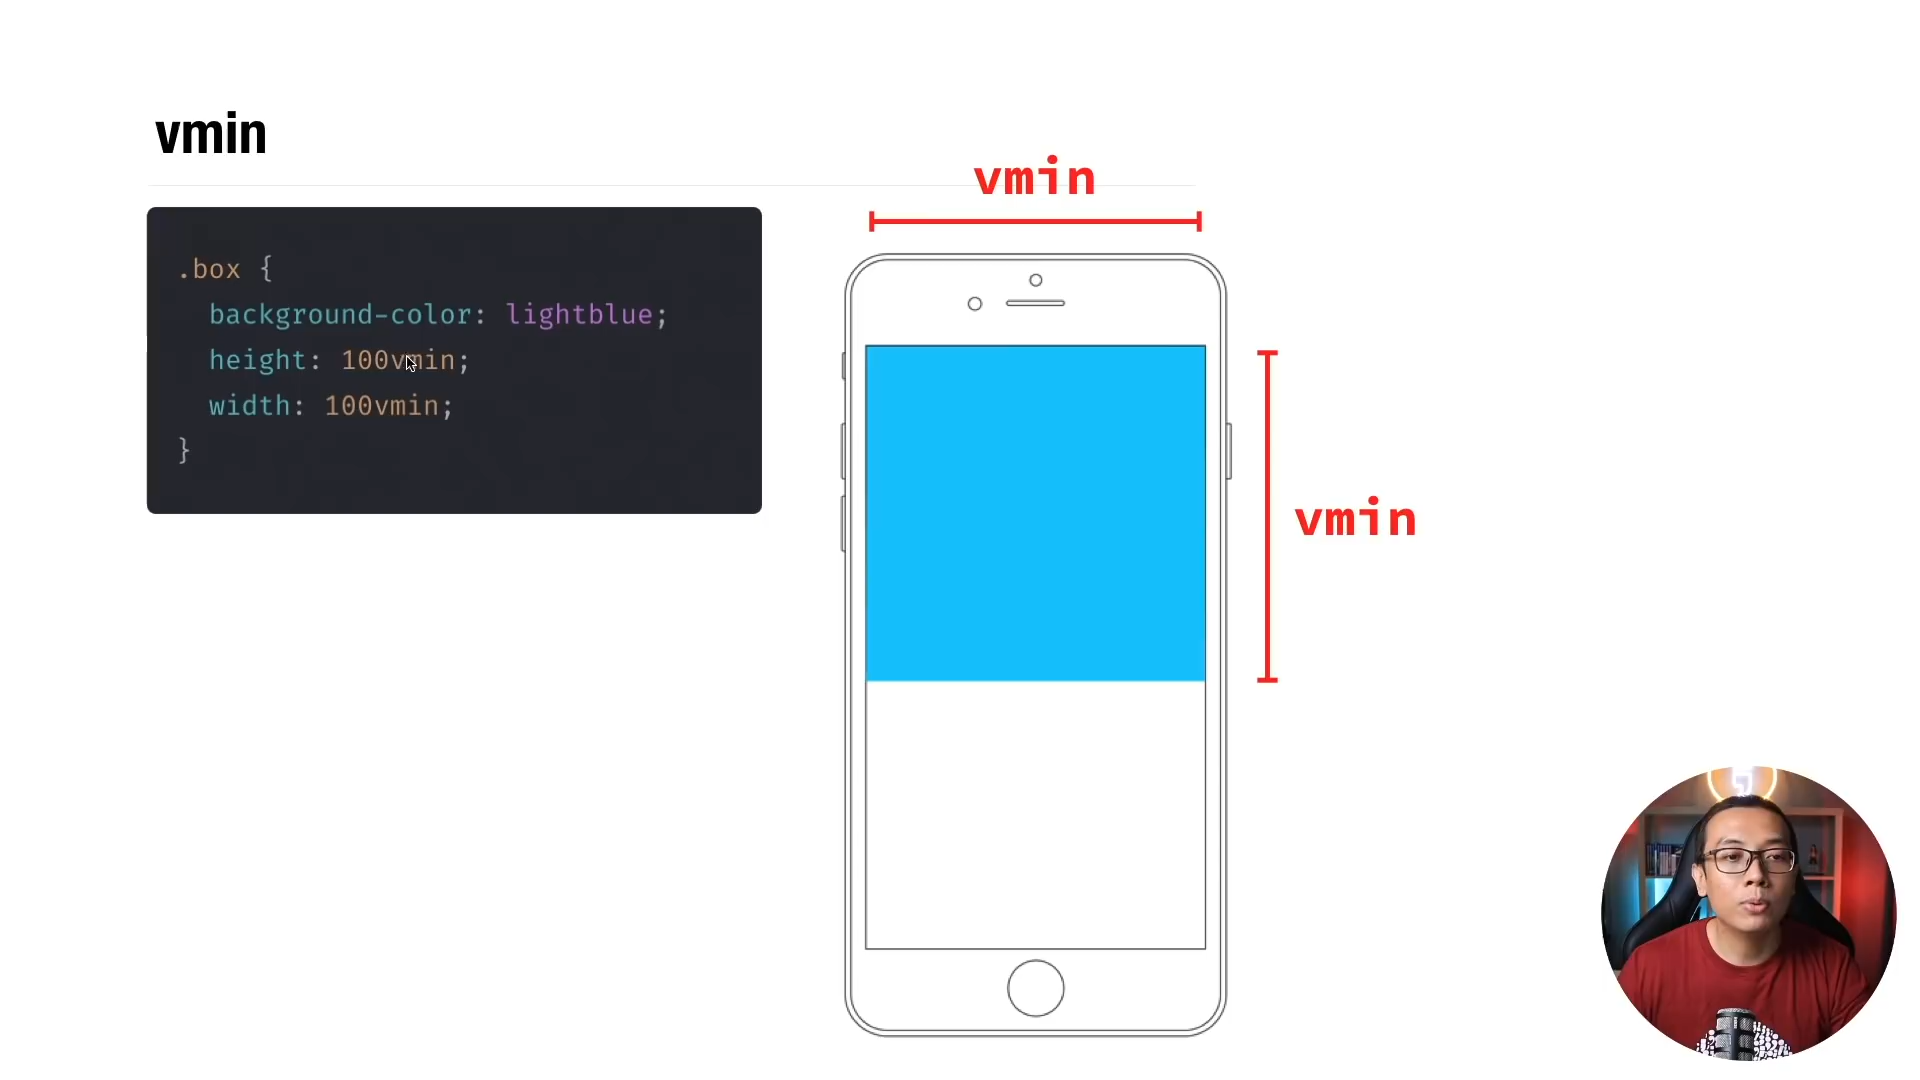 vmin
.box {
background-color: lightblue;
height: 100vmin;
width: 100vmin;
}
vmin
vmin